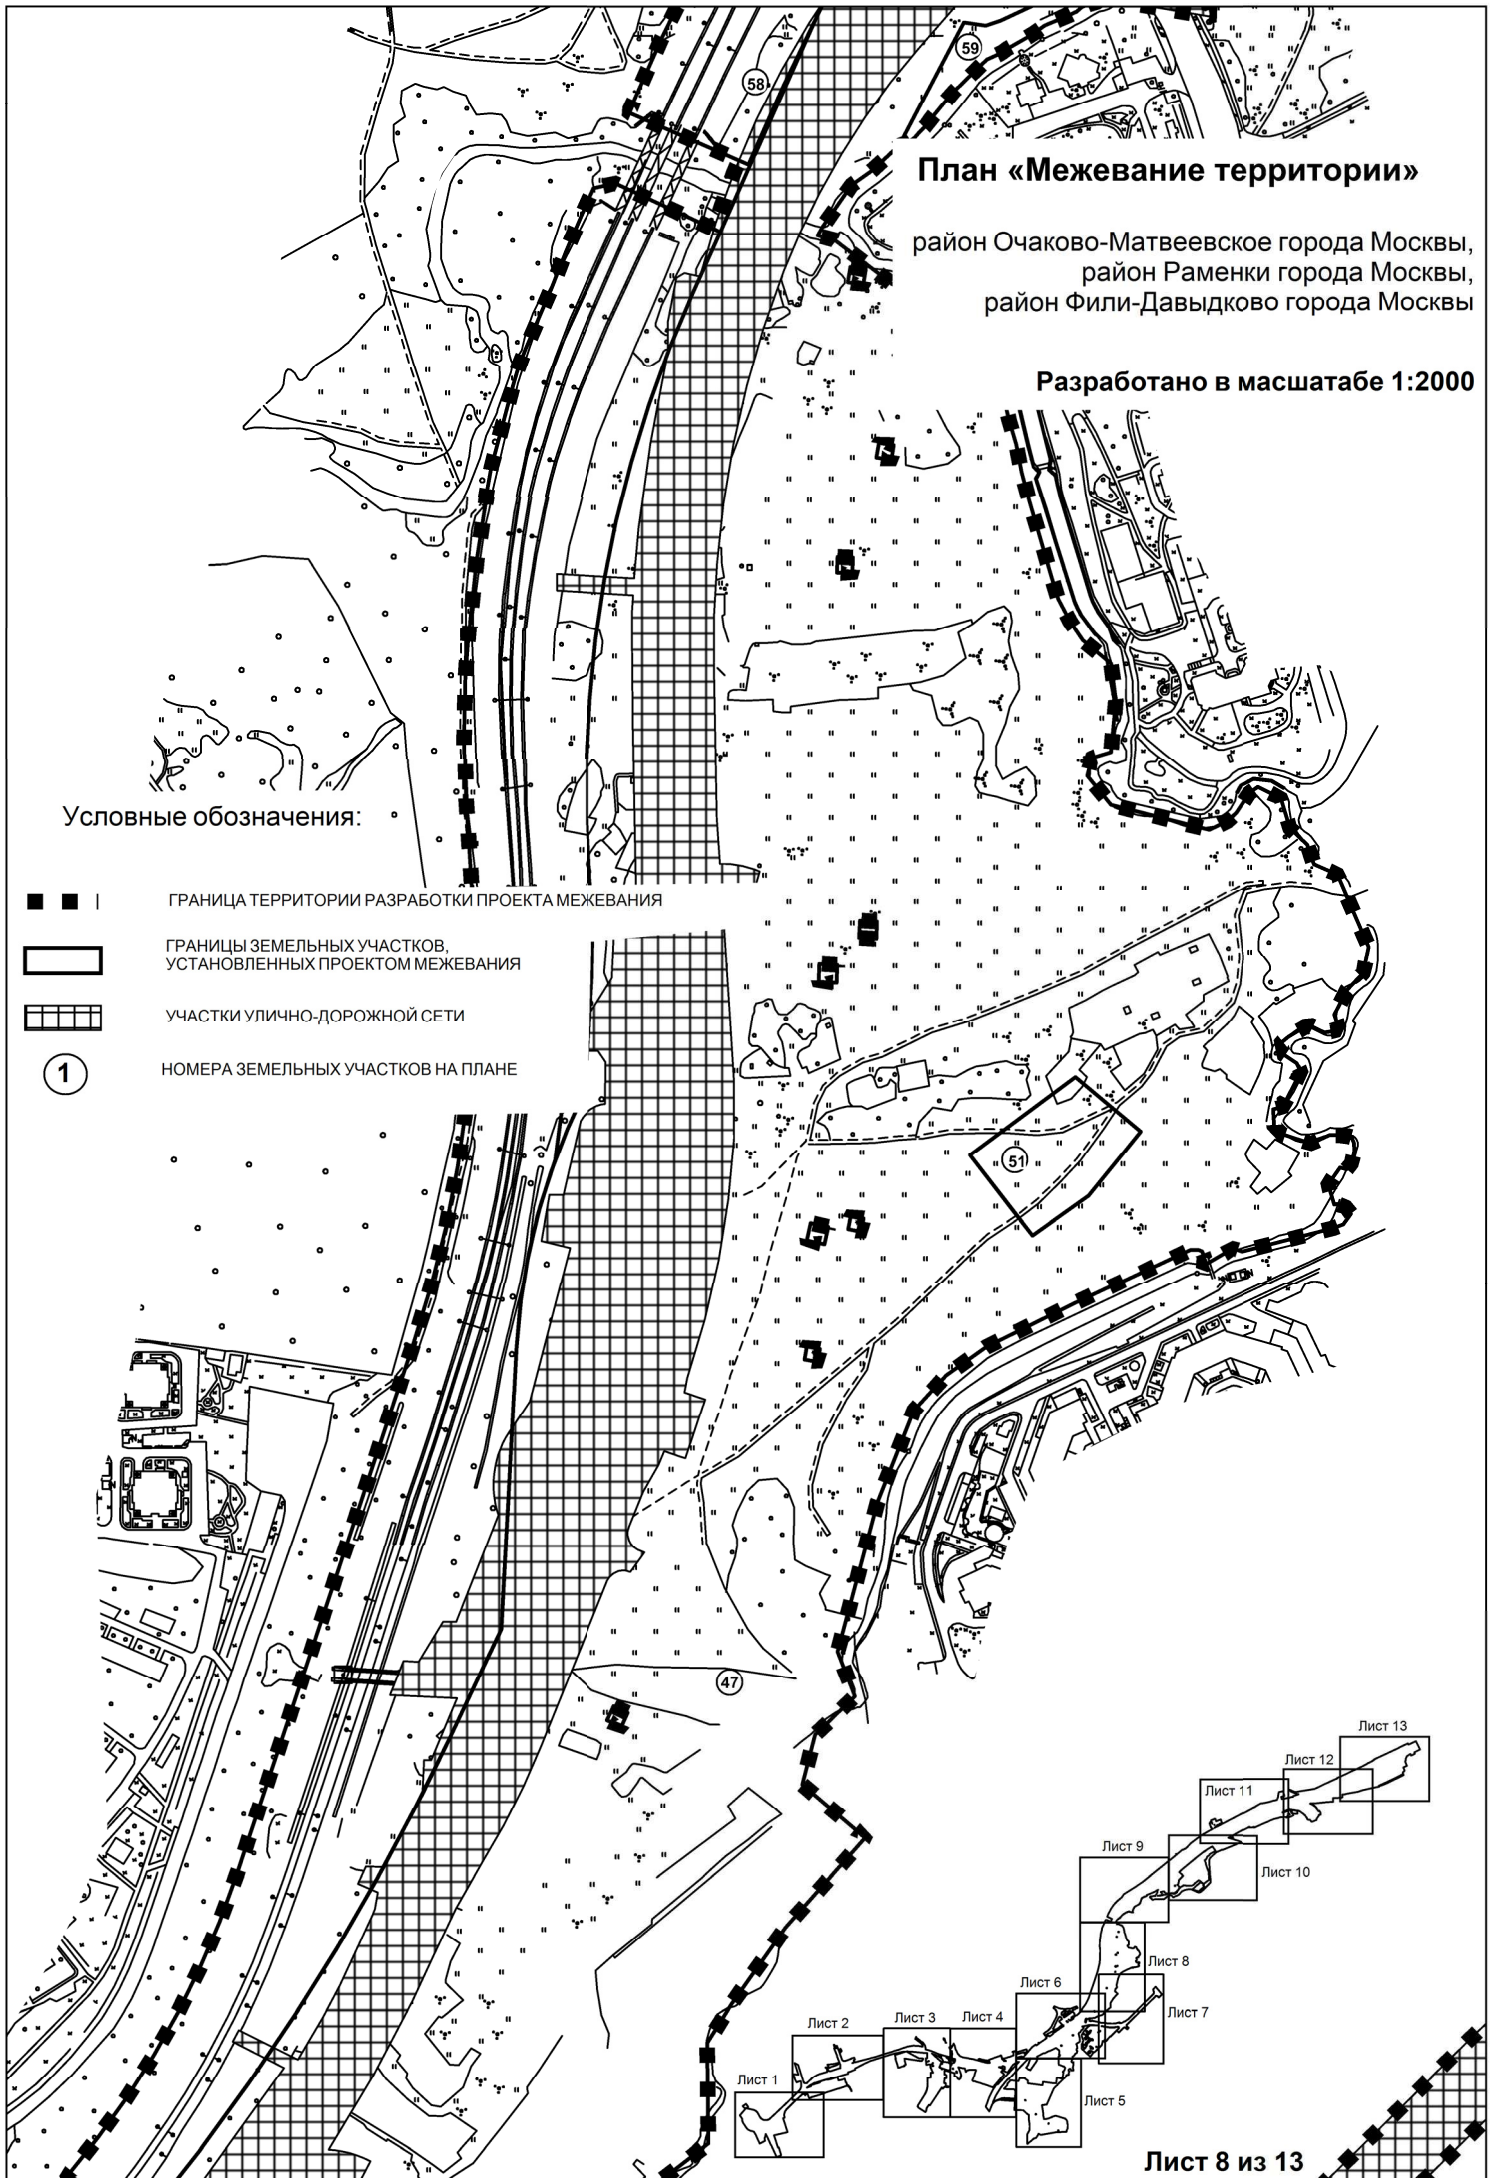 58
59
План «Межевание территории»
район Очаково-Матвеевское города Москвы,
район Раменки города Москвы,
район Фили-Давыдково города Москвы
Разработано в масштабе 1:2000
Условные обозначения:
ГРАНИЦА ТЕРРИТОРИИ РАЗРАБОТКИ ПРОЕКТА МЕЖЕВАНИЯ
ГРАНИЦЫ ЗЕМЕЛЬНЫХ УЧАСТКОВ,
УСТАНОВЛЕННЫХ ПРОЕКТОМ МЕЖЕВАНИЯ
УЧАСТКИ УЛИЧНО-ДОРОЖНОЙ СЕТИ
1
НОМЕРА ЗЕМЕЛЬНЫХ УЧАСТКОВ НА ПЛАНЕ
51
47
Лист 13
Лист 12
Лист 11
Лист 9
Лист 10
Лист 8
Лист 6
Лист 7
Лист 3
Лист 4
Лист 2
Лист 1
Лист 5
Лист 8 из 13